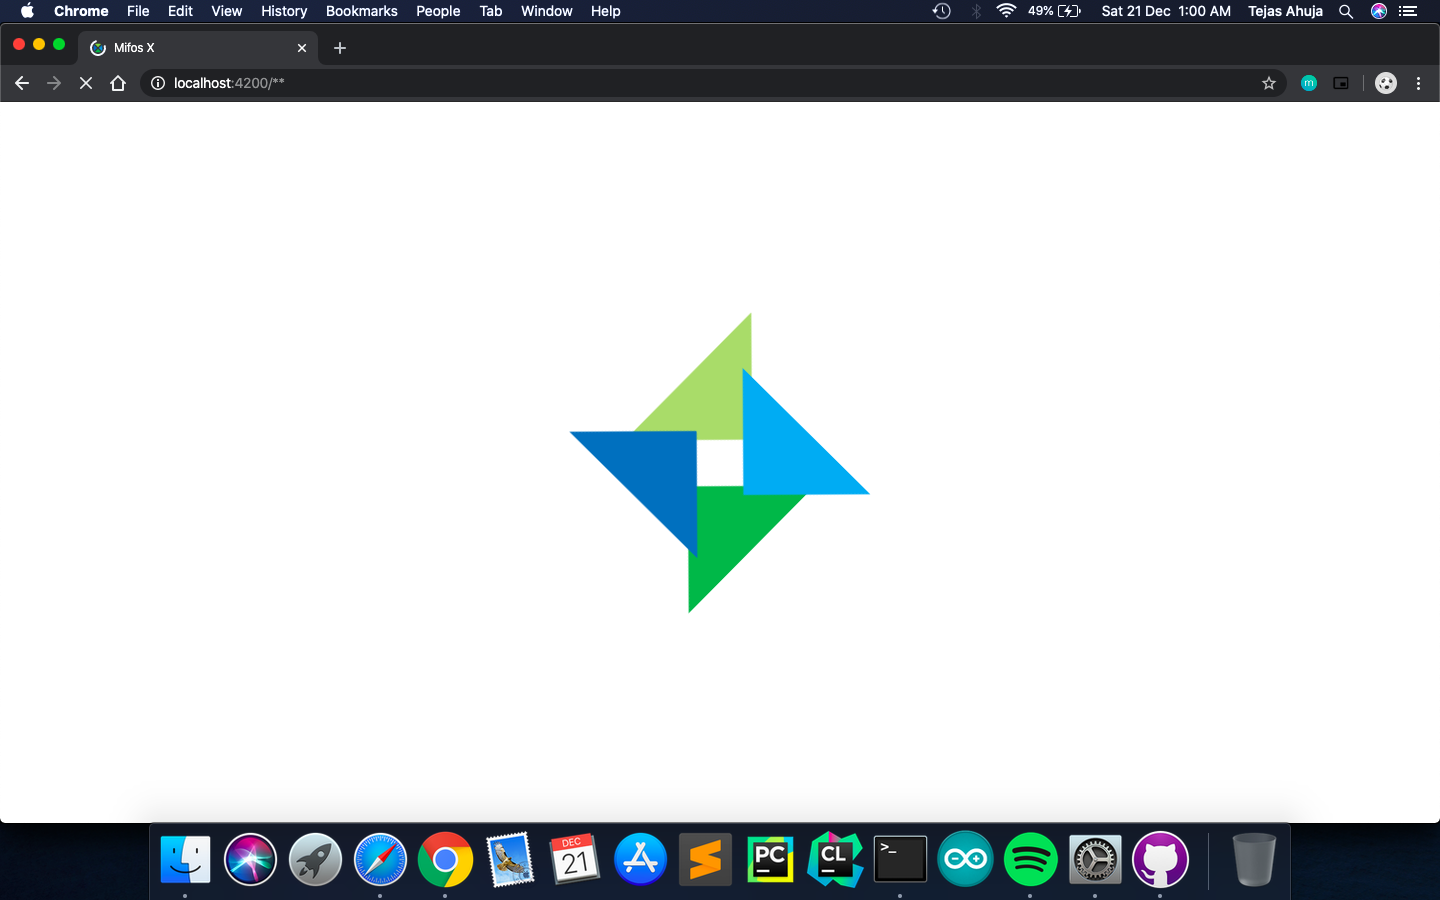 Chrome File Edit View History Bookmarks People Tab Window Help 49% Sat 21 Dec 1:00 AM Tejas Ahuja
Mifos X
localhost:4200/**
m
DEC
21
PC
CL
>_